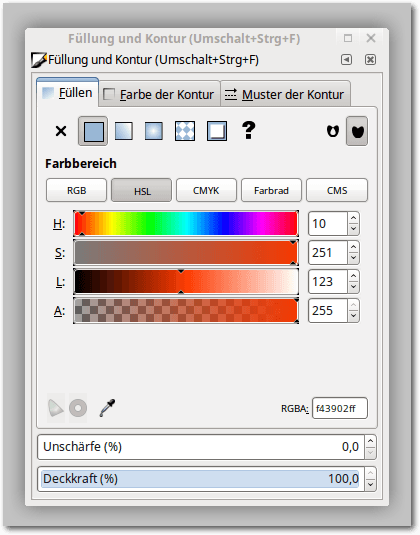 Füllung und Kontur (Umschalt+Strg+F)
Füllung und Kontur (Umschalt+Strg+F)
Füllen Farbe der Kontur Muster der Kontur
?
Farbbereich
RGB HSL CMYK Farbrad CMS
H: 10
S: 251
L: 123
A: 255
RGBA: f43902ff
Unschärfe (%) 0,0
Deckkraft (%) 100,0